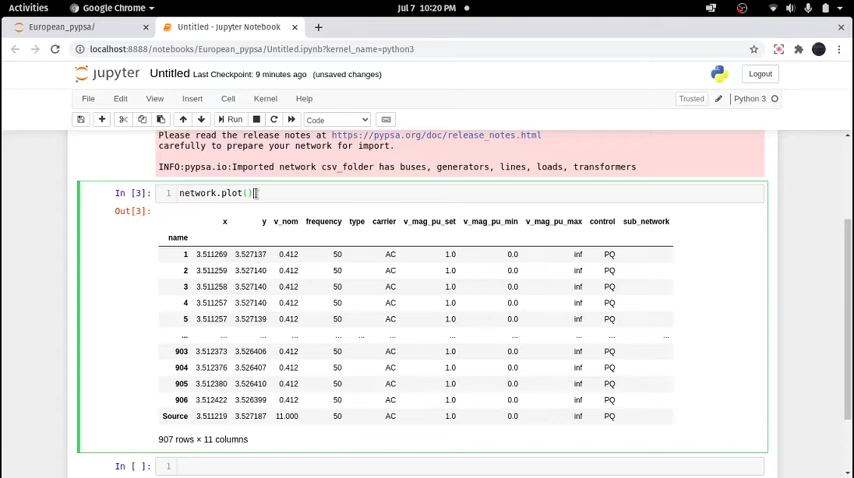 Activities
Google Chrome
Jul 7 10:20 PM
European_pypsa/
Untitled - Jupyter Notebook
localhost:8888/notebooks/European_pypsa/Untitled.ipynb?kernel_name=python3
jupyter Untitled Last Checkpoint: 9 minutes ago (unsaved changes)
Logout
File Edit View Insert Cell Kernel Help
Trusted
Python 3
Run
Code
Please read the release notes at https://pypsa.org/doc/release_notes.html
carefully to prepare your network for import.
INFO:pypsa.io:Imported network csv_folder has buses, generators, lines, loads, transformers
In [3]: 1 network.plot()
Out[3]:
x y v_nom frequency type carrier v_mag_pu_set v_mag_pu_min v_mag_pu_max control sub_network
name
1 3.511269 3.527137 0.412 50 AC 1.0 0.0 inf PQ
2 3.511259 3.527140 0.412 50 AC 1.0 0.0 inf PQ
3 3.511258 3.527140 0.412 50 AC 1.0 0.0 inf PQ
4 3.511257 3.527140 0.412 50 AC 1.0 0.0 inf PQ
5 3.511257 3.527139 0.412 50 AC 1.0 0.0 inf PQ
... ... ... ... ... ... ... ... ... ... ... ...
903 3.512373 3.526406 0.412 50 AC 1.0 0.0 inf PQ
904 3.512376 3.526407 0.412 50 AC 1.0 0.0 inf PQ
905 3.512380 3.526410 0.412 50 AC 1.0 0.0 inf PQ
906 3.512422 3.526399 0.412 50 AC 1.0 0.0 inf PQ
Source 3.511219 3.527187 11.000 50 AC 1.0 0.0 inf PQ
907 rows × 11 columns
In [ ]: 1